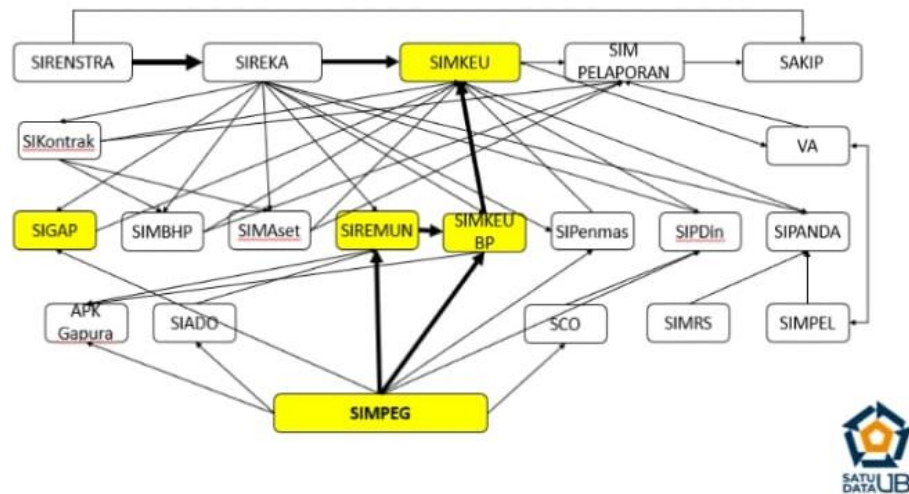 SIRENSTRA
SIREKA
SIMKEU
SIM
PELAPORAN
SAKIP
SIKontrak
VA
SIGAP
SIMBHP
SIMAset
SIREMUN
SIMKEU
BP
SIPenmas
SIPDin
SIPANDA
APK
Gapura
SIADO
SCO
SIMRS
SIMPEL
SIMPEG
SATU
DATA UB